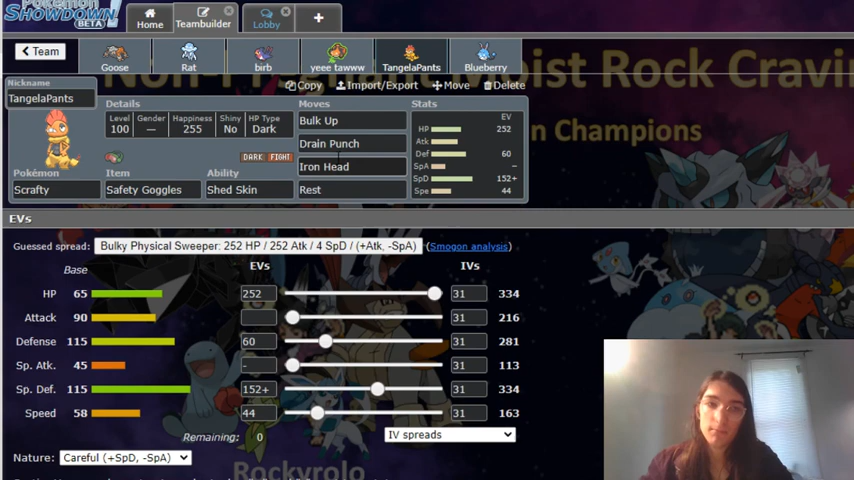 Pokémon
SHOWDOWN!
BETA
Home
Teambuilder
Lobby
+
< Team
Goose
Rat
birb
yeee tawww
TangelaPants
Blueberry
oist Rock Cravin
n Champions
Copy Import/Export Move Delete
Nickname
TangelaPants
Details
Level Gender Happiness Shiny HP Type
100 — 255 No Dark
DARK FIGHT
Pokémon
Scrafty
Item
Safety Goggles
Ability
Shed Skin
Moves
Bulk Up
Drain Punch
Iron Head
Rest
Stats
EV
HP 252
Atk
Def 60
SpA –
SpD 152+
Spe 44
EVs
Guessed spread: Bulky Physical Sweeper: 252 HP / 252 Atk / 4 SpD / (+Atk, -SpA) (Smogon analysis)
Base EVs IVs
HP 65 252 31 334
Attack 90 31 216
Defense 115 60 31 281
Sp. Atk. 45 - 31 113
Sp. Def. 115 152+ 31 334
Speed 58 44 31 163
Remaining: 0
IV spreads
Nature: Careful (+SpD, -SpA)
Rockyrolo